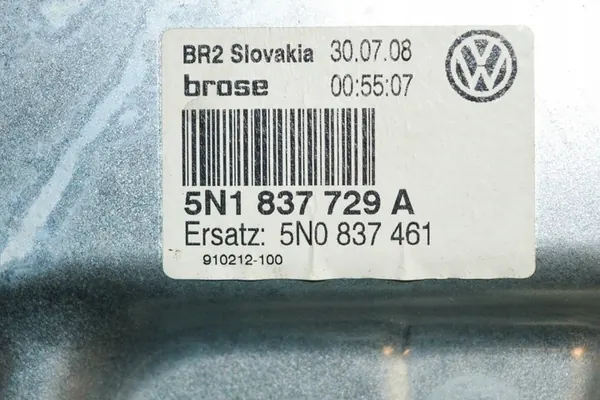 BR2 Slovakia 30.07.08
brose 00:55:07
5N1 837 729 A
Ersatz: 5N0 837 461
910212-100